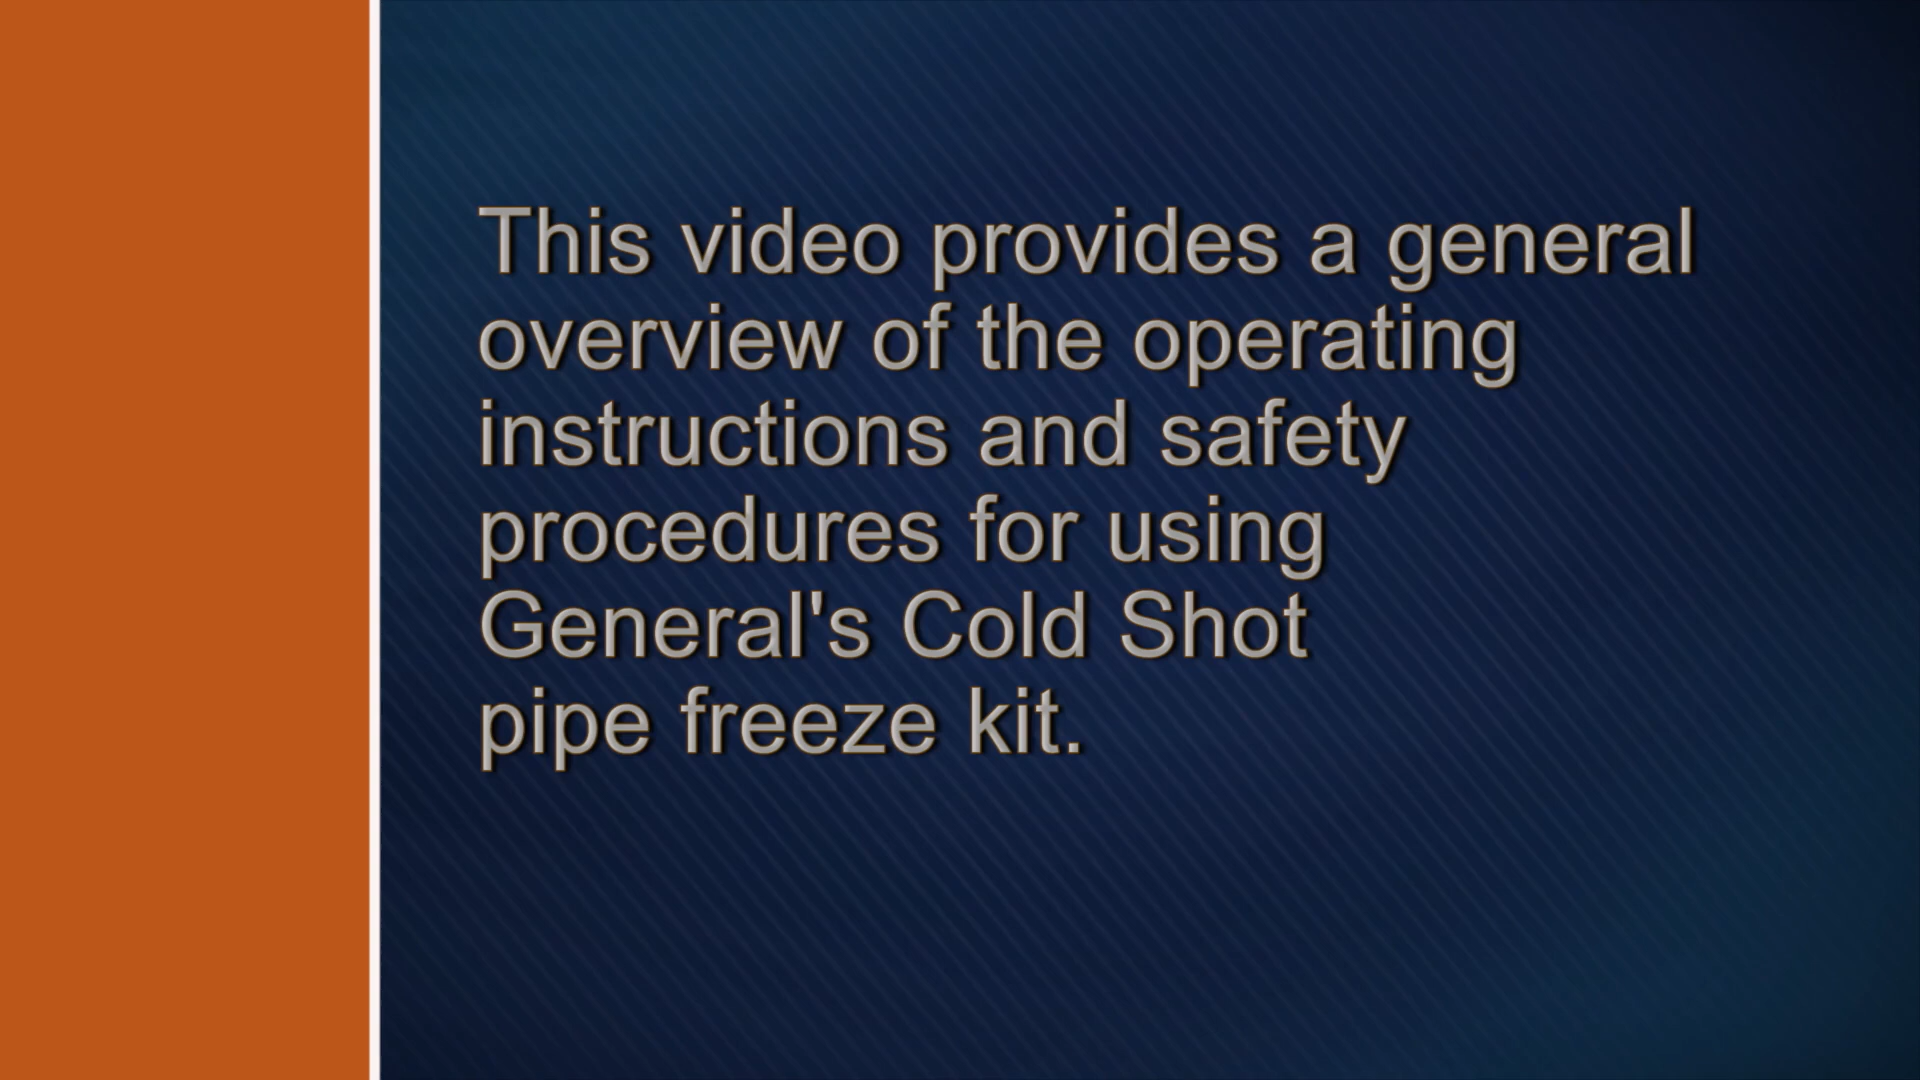 This video provides a general
overview of the operating
instructions and safety
procedures for using
General's Cold Shot
pipe freeze kit.